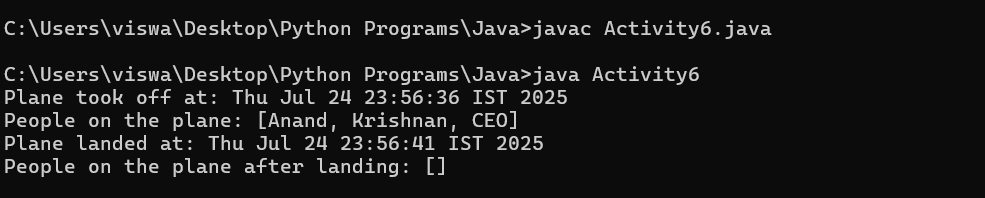 C:\Users\viswa\Desktop\Python Programs\Java>javac Activity6.java
C:\Users\viswa\Desktop\Python Programs\Java>java Activity6
Plane took off at: Thu Jul 24 23:56:36 IST 2025
People on the plane: [Anand, Krishnan, CEO]
Plane landed at: Thu Jul 24 23:56:41 IST 2025
People on the plane after landing: []